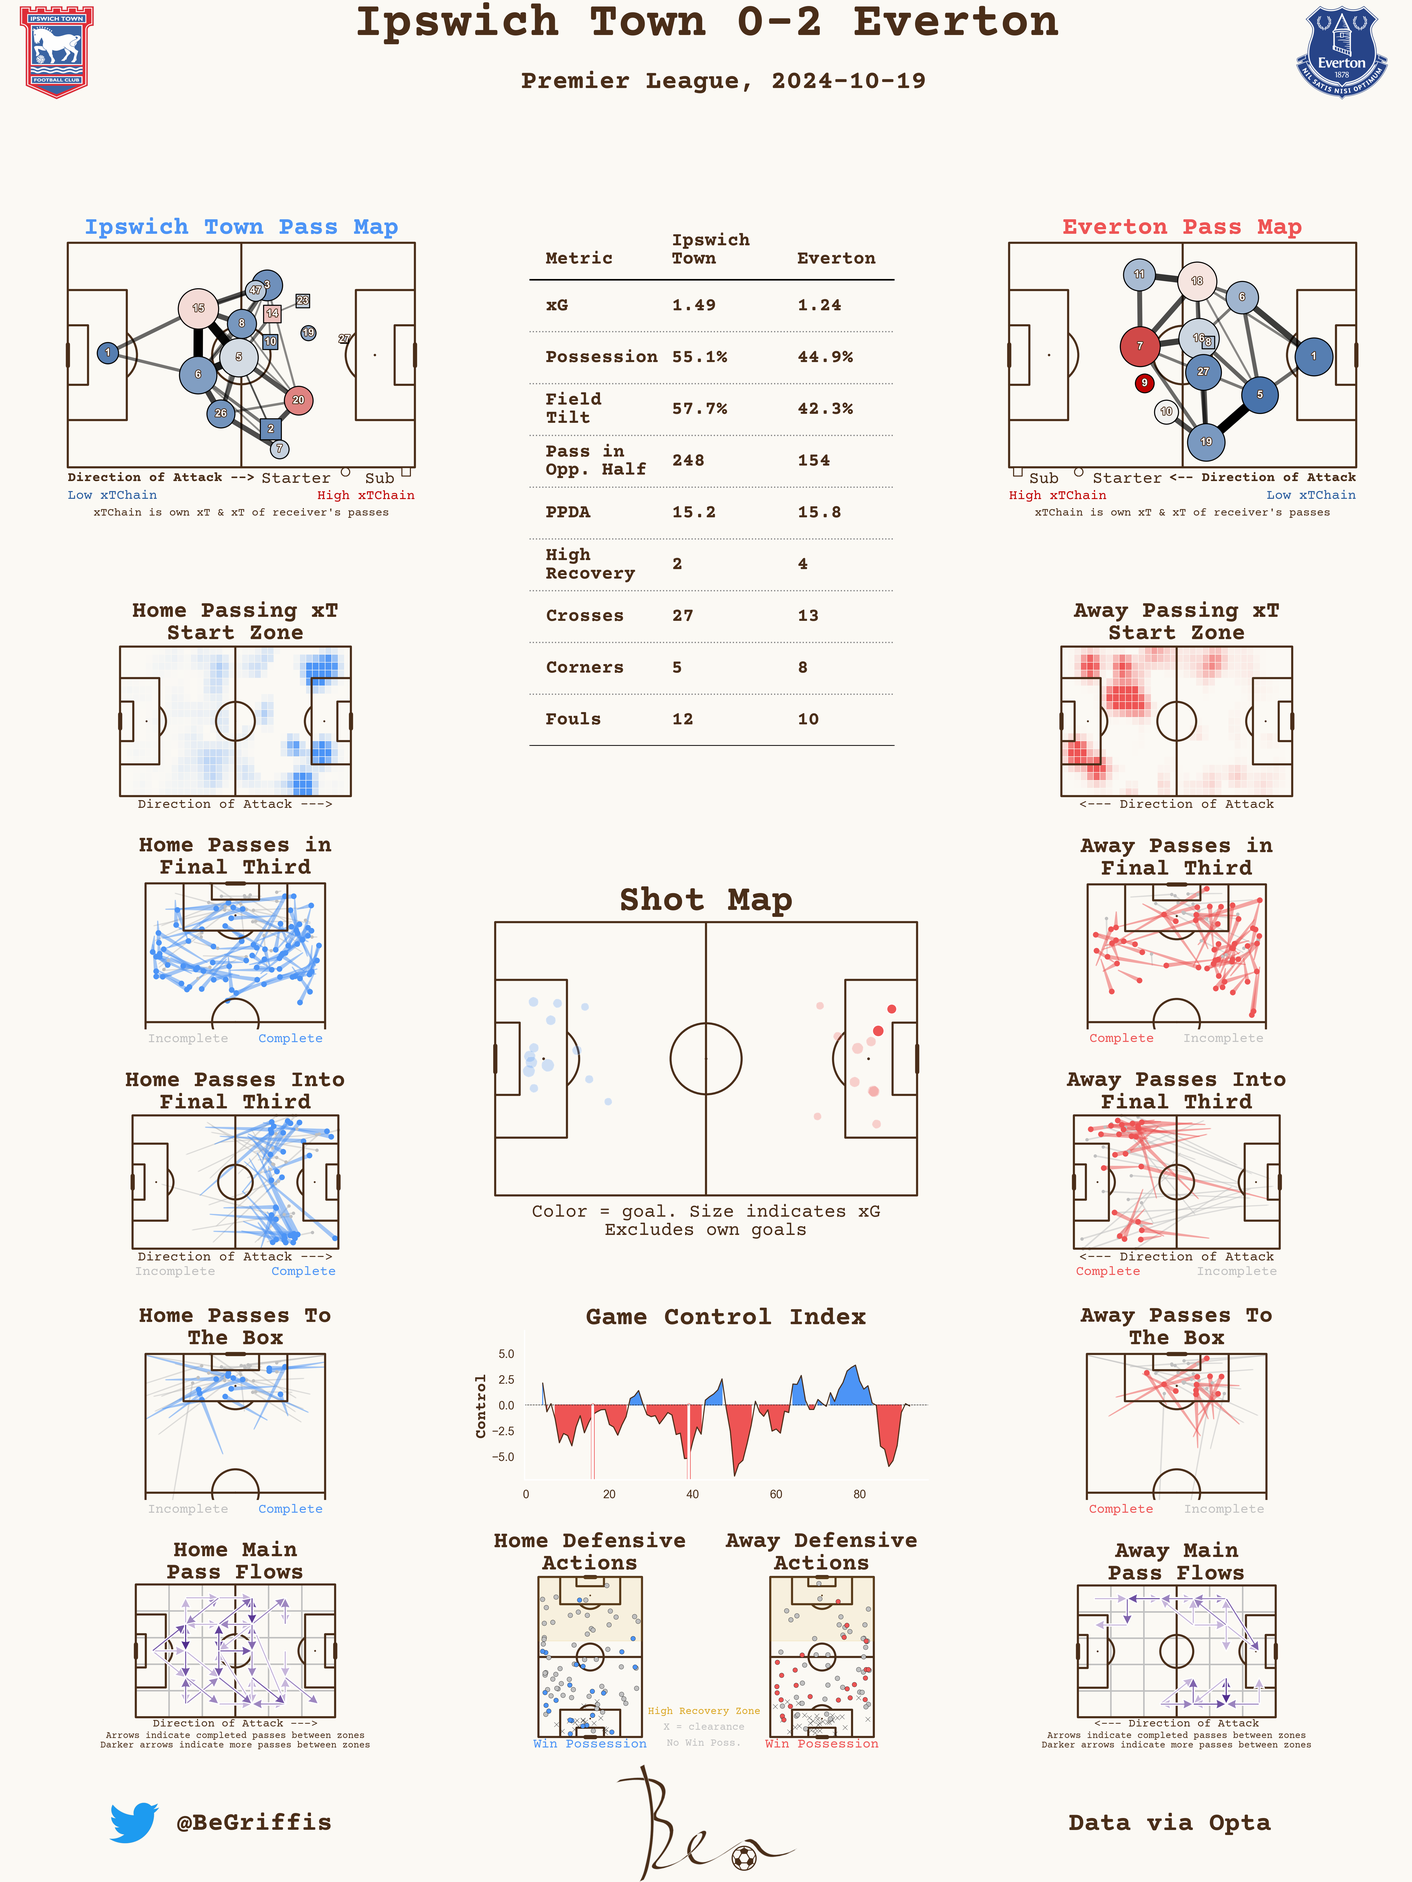 Ipswich Town 0-2 Everton
Premier League, 2024-10-19
IPSWICH TOWN
FOOTBALL CLUB
Everton
1878
NIL SATIS NISI OPTIMUM
Ipswich Town Pass Map
1
15
6
47
3
8
5
26
14
10
23
19
27
20
2
7
Direction of Attack --> Starter Sub
Low xTChain High xTChain
xTChain is own xT & xT of receiver's passes
Metric Ipswich Town Everton
xG 1.49 1.24
Possession 55.1% 44.9%
Field Tilt 57.7% 42.3%
Pass in Opp. Half 248 154
PPDA 15.2 15.8
High Recovery 2 4
Crosses 27 13
Corners 5 8
Fouls 12 10
Everton Pass Map
11
18
6
7
16
8
27
9
10
19
5
1
Sub Starter <-- Direction of Attack
High xTChain Low xTChain
xTChain is own xT & xT of receiver's passes
Home Passing xT
Start Zone
Direction of Attack --->
Away Passing xT
Start Zone
<--- Direction of Attack
Home Passes in
Final Third
Incomplete Complete
Away Passes in
Final Third
Complete Incomplete
Shot Map
Color = goal. Size indicates xG
Excludes own goals
Home Passes Into
Final Third
Direction of Attack --->
Incomplete Complete
Away Passes Into
Final Third
<--- Direction of Attack
Complete Incomplete
Home Passes To
The Box
Incomplete Complete
Game Control Index
Control
5.0
2.5
0.0
−2.5
−5.0
0 20 40 60 80
Away Passes To
The Box
Complete Incomplete
Home Main
Pass Flows
Direction of Attack --->
Arrows indicate completed passes between zones
Darker arrows indicate more passes between zones
Home Defensive
Actions
Win Possession
Away Defensive
Actions
Win Possession
High Recovery Zone
X = clearance
No Win Poss.
Away Main
Pass Flows
<--- Direction of Attack
Arrows indicate completed passes between zones
Darker arrows indicate more passes between zones
@BeGriffis
Ben
Data via Opta